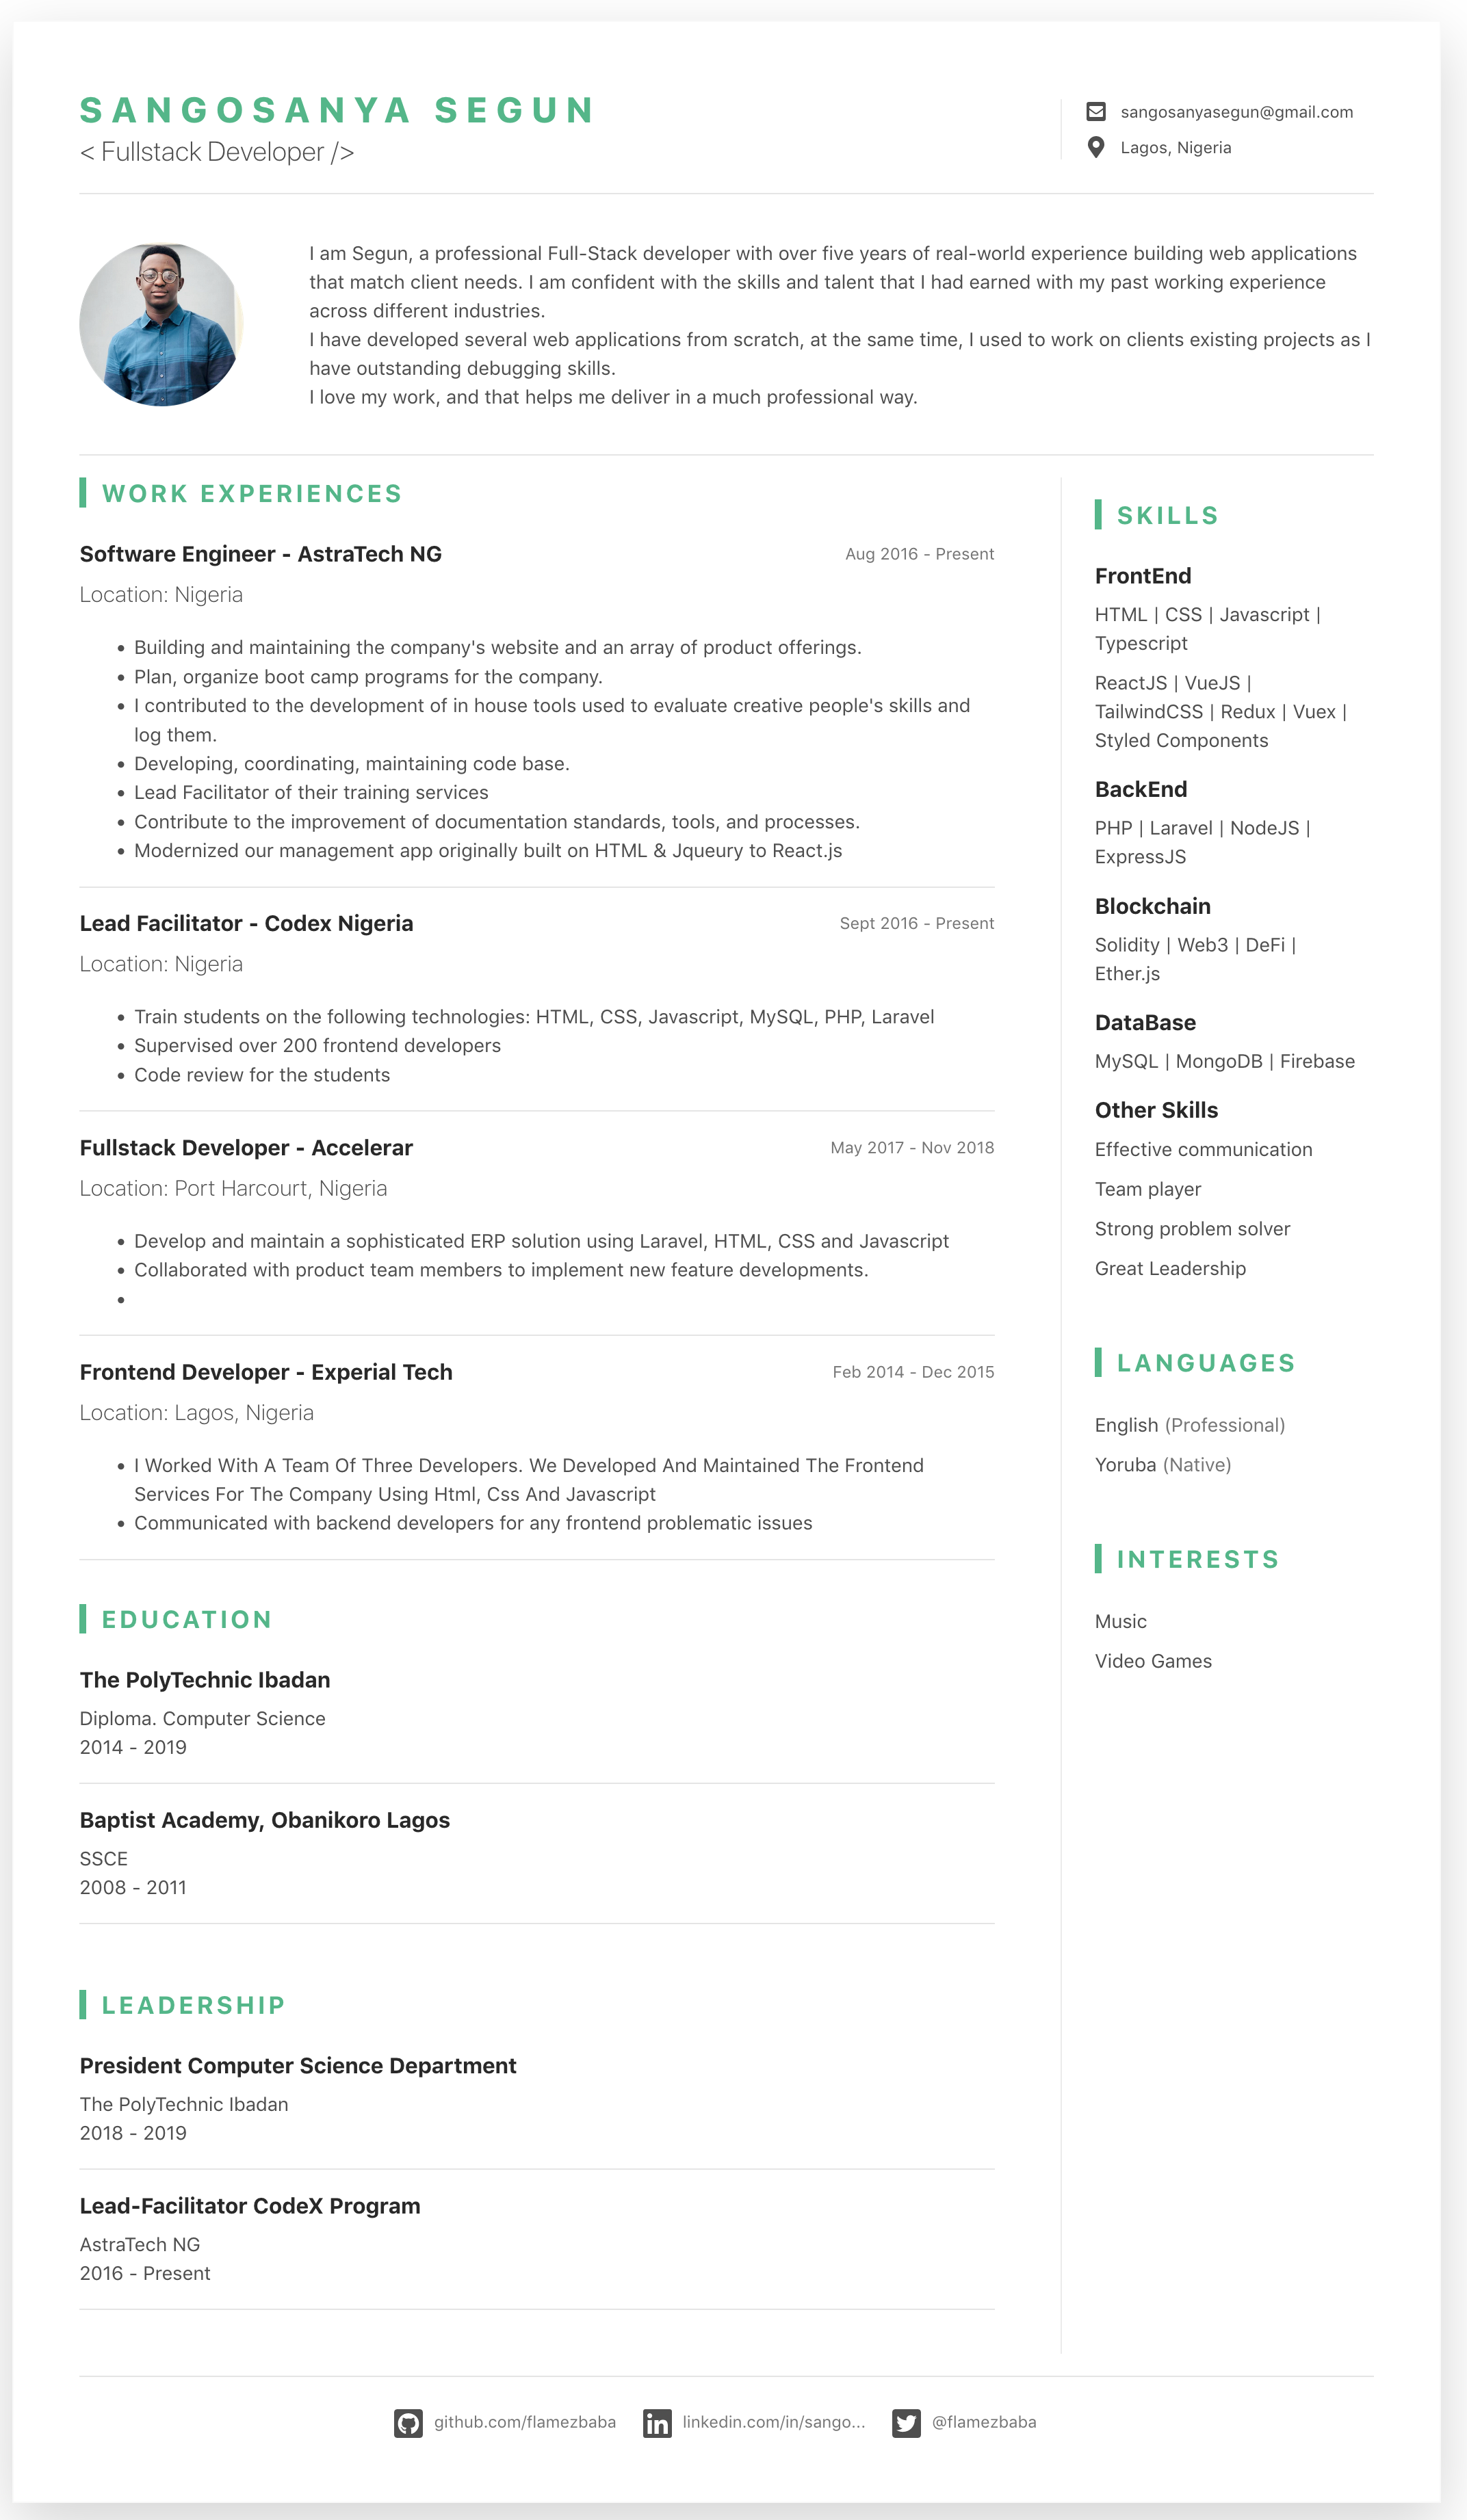 SANGOSANYA SEGUN
< Fullstack Developer />
sangosanyasegun@gmail.com
Lagos, Nigeria
I am Segun, a professional Full-Stack developer with over five years of real-world experience building web applications
that match client needs. I am confident with the skills and talent that I had earned with my past working experience
across different industries.
I have developed several web applications from scratch, at the same time, I used to work on clients existing projects as I
have outstanding debugging skills.
I love my work, and that helps me deliver in a much professional way.
WORK EXPERIENCES
Software Engineer - AstraTech NG
Aug 2016 - Present
Location: Nigeria
• Building and maintaining the company's website and an array of product offerings.
• Plan, organize boot camp programs for the company.
• I contributed to the development of in house tools used to evaluate creative people's skills and
log them.
• Developing, coordinating, maintaining code base.
• Lead Facilitator of their training services
• Contribute to the improvement of documentation standards, tools, and processes.
• Modernized our management app originally built on HTML & Jqueury to React.js
Lead Facilitator - Codex Nigeria
Sept 2016 - Present
Location: Nigeria
• Train students on the following technologies: HTML, CSS, Javascript, MySQL, PHP, Laravel
• Supervised over 200 frontend developers
• Code review for the students
Fullstack Developer - Accelerar
May 2017 - Nov 2018
Location: Port Harcourt, Nigeria
• Develop and maintain a sophisticated ERP solution using Laravel, HTML, CSS and Javascript
• Collaborated with product team members to implement new feature developments.
•
Frontend Developer - Experial Tech
Feb 2014 - Dec 2015
Location: Lagos, Nigeria
• I Worked With A Team Of Three Developers. We Developed And Maintained The Frontend
Services For The Company Using Html, Css And Javascript
• Communicated with backend developers for any frontend problematic issues
EDUCATION
The PolyTechnic Ibadan
Diploma. Computer Science
2014 - 2019
Baptist Academy, Obanikoro Lagos
SSCE
2008 - 2011
LEADERSHIP
President Computer Science Department
The PolyTechnic Ibadan
2018 - 2019
Lead-Facilitator CodeX Program
AstraTech NG
2016 - Present
SKILLS
FrontEnd
HTML | CSS | Javascript |
Typescript
ReactJS | VueJS |
TailwindCSS | Redux | Vuex |
Styled Components
BackEnd
PHP | Laravel | NodeJS |
ExpressJS
Blockchain
Solidity | Web3 | DeFi |
Ether.js
DataBase
MySQL | MongoDB | Firebase
Other Skills
Effective communication
Team player
Strong problem solver
Great Leadership
LANGUAGES
English (Professional)
Yoruba (Native)
INTERESTS
Music
Video Games
github.com/flamezbaba
linkedin.com/in/sango...
@flamezbaba